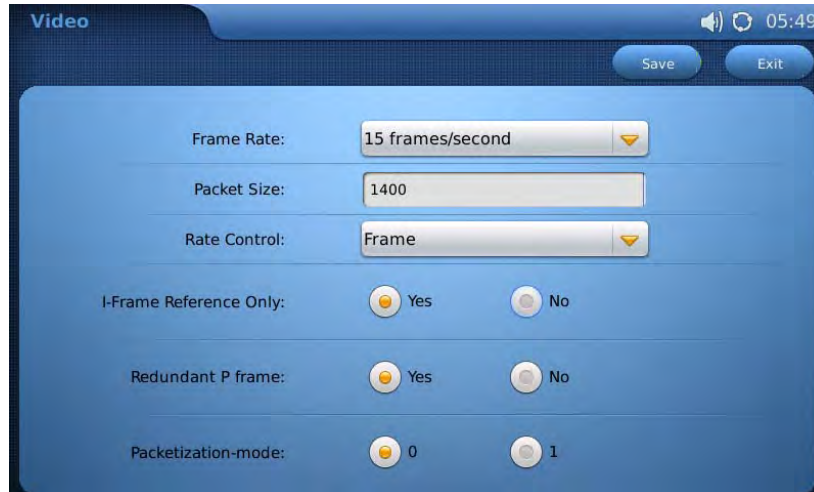 Video 05:49
Save Exit
Frame Rate: 15 frames/second
Packet Size: 1400
Rate Control: Frame
I-Frame Reference Only: Yes No
Redundant P frame: Yes No
Packetization-mode: 0 1